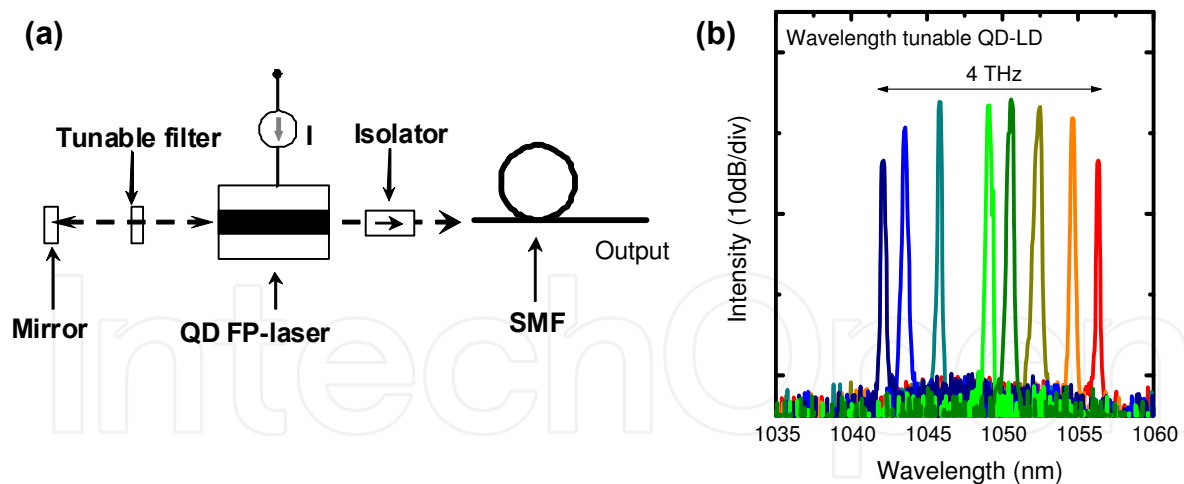 (a)
I
Tunable filter
Isolator
Mirror
QD FP-laser
SMF
Output
(b)
Wavelength tunable QD-LD
4 THz
Intensity (10dB/div)
1035 1040 1045 1050 1055 1060
Wavelength (nm)
IntechOpen